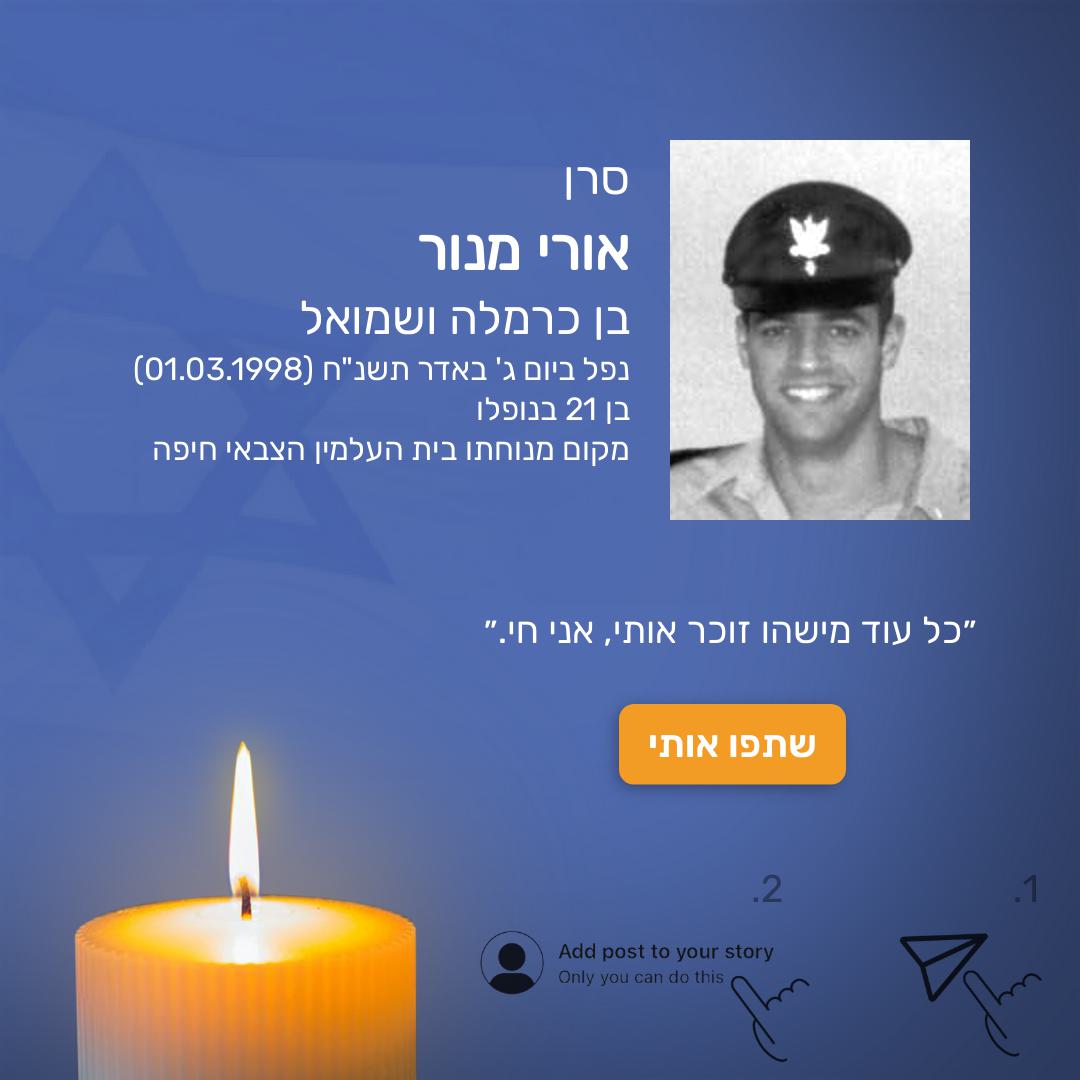 סרן
אורי מנור
בן כרמלה ושמואל
נפל ביום ג' באדר תשנ"ח (01.03.1998)
בן 21 בנופלו
מקום מנוחתו בית העלמין הצבאי חיפה
״כל עוד מישהו זוכר אותי, אני חי.״
שתפו אותי
1.
2.
Add post to your story
Only you can do this